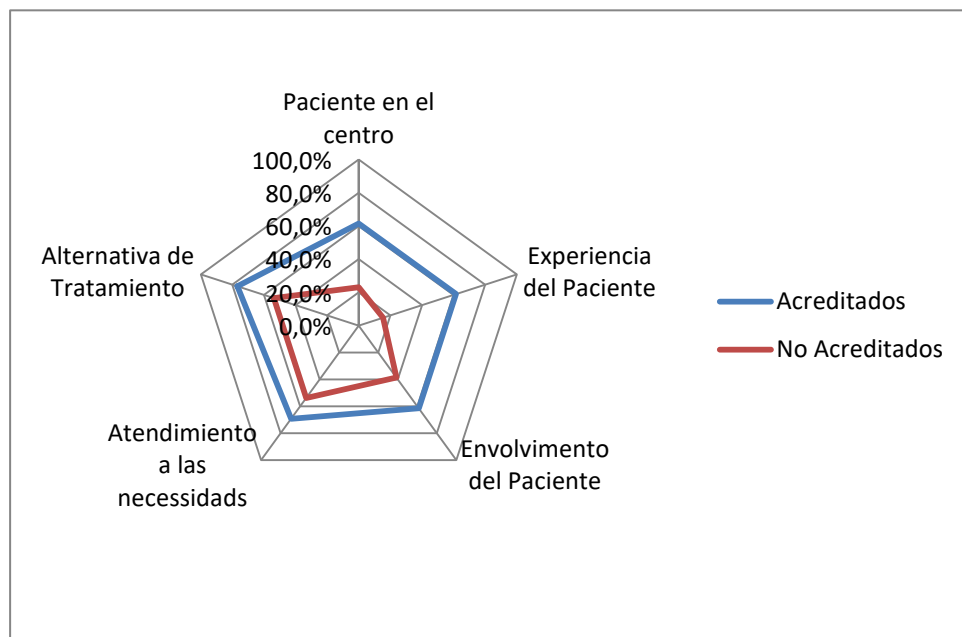 Paciente en el
centro
100,0%
80,0%
60,0%
40,0%
20,0%
0,0%
Experiencia
del Paciente
Envolvimento
del Paciente
Atendimiento
a las
necessidads
Alternativa de
Tratamiento
Acreditados
No Acreditados